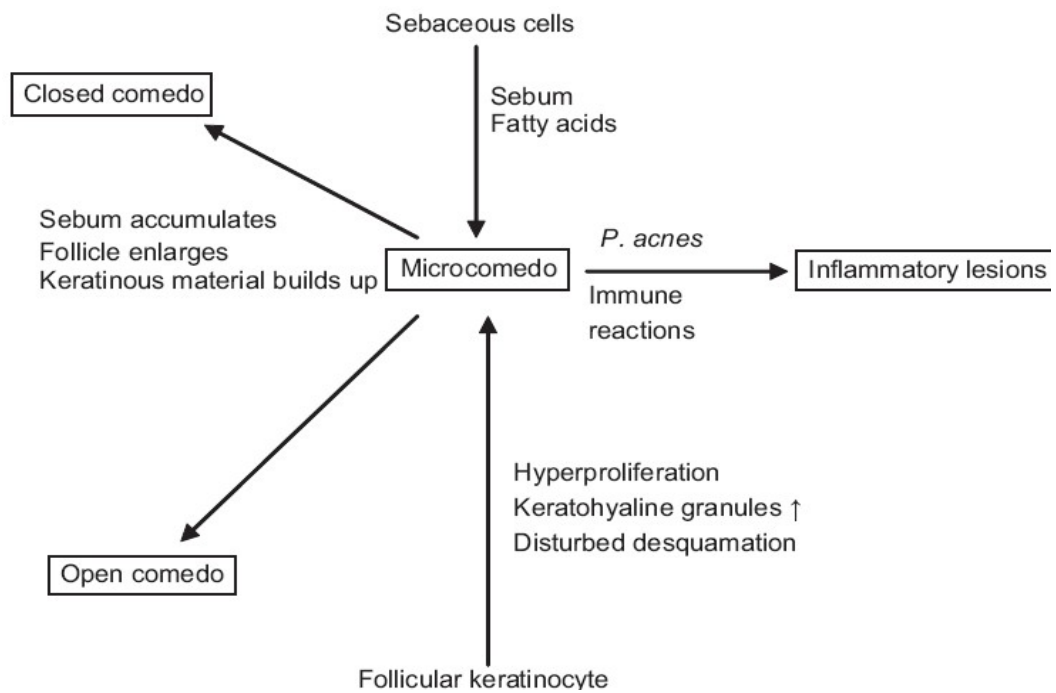 Sebaceous cells
Closed comedo
Sebum
Fatty acids
Sebum accumulates
Follicle enlarges
Keratinous material builds up
Microcomedo
P. acnes
Immune
reactions
Inflammatory lesions
Hyperproliferation
Keratohyaline granules ↑
Disturbed desquamation
Open comedo
Follicular keratinocyte